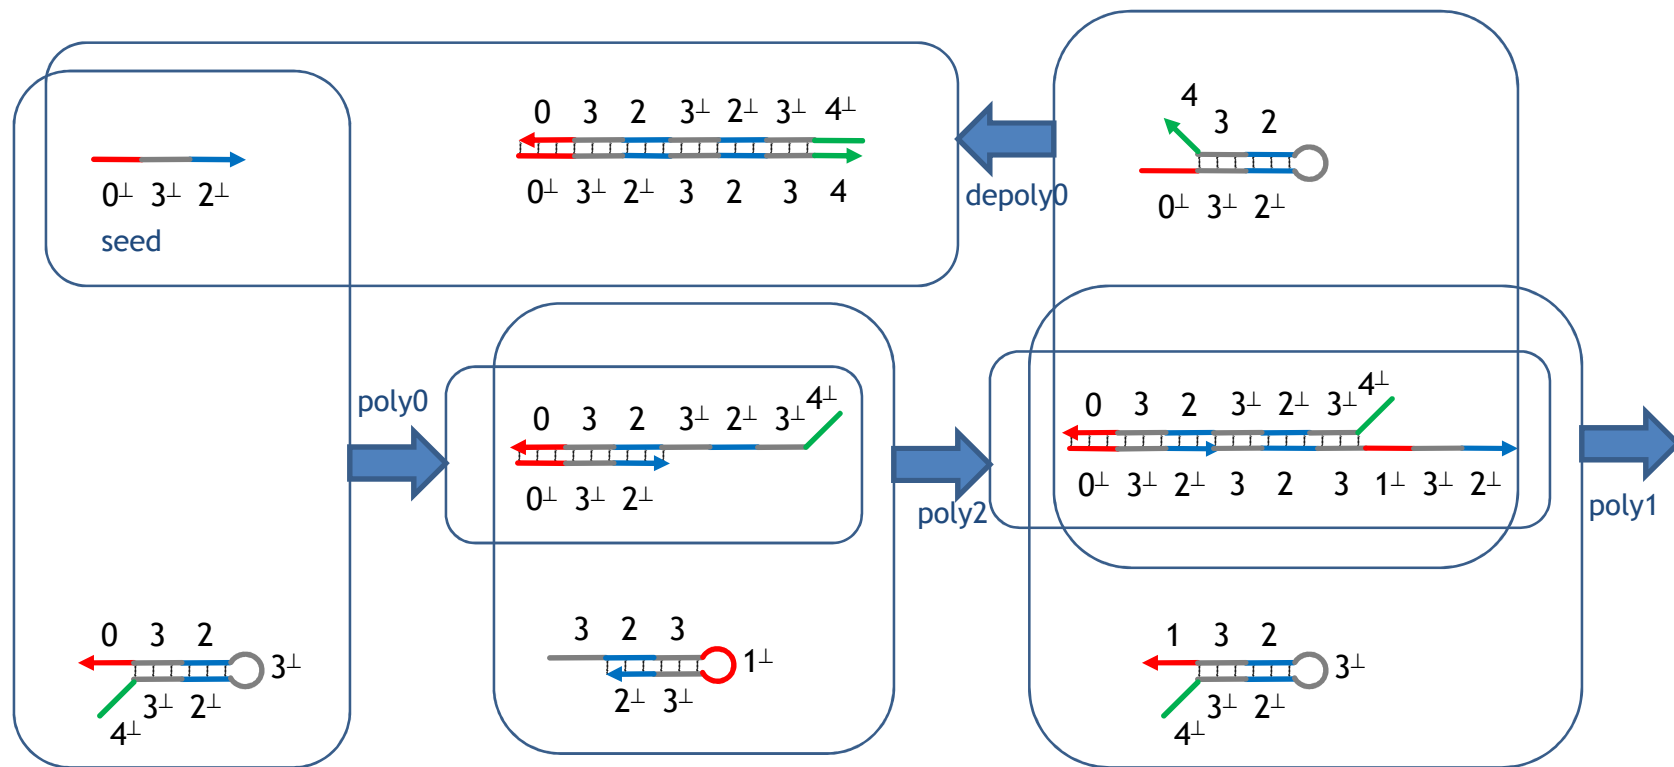 0 3 2 3⊥ 2⊥ 3⊥ 4⊥
0⊥ 3⊥ 2⊥ 3 2 3 4
0⊥ 3⊥ 2⊥
seed
depoly0
4
3 2
0⊥ 3⊥ 2⊥
poly0
0 3 2 3⊥ 2⊥ 3⊥ 4⊥
0⊥ 3⊥ 2⊥
poly2
0 3 2 3⊥ 2⊥ 3⊥ 4⊥
0⊥ 3⊥ 2⊥ 3 2 3 1⊥ 3⊥ 2⊥
poly1
0 3 2
3⊥
3⊥ 2⊥
4⊥
3 2 3
1⊥
2⊥ 3⊥
1 3 2
3⊥
3⊥ 2⊥
4⊥